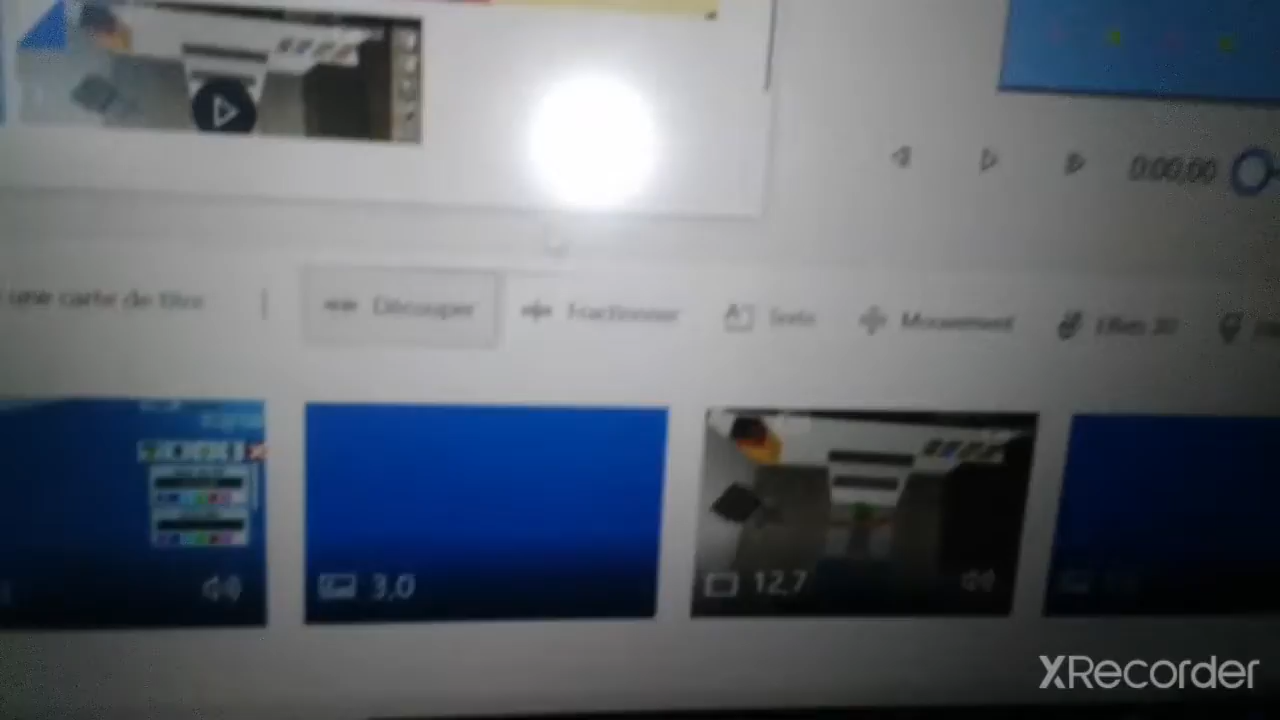 0:00,00
une carte de titre | Découper Fractionner Texte Mouvement Effets 3D
3,0
12,7
XRecorder